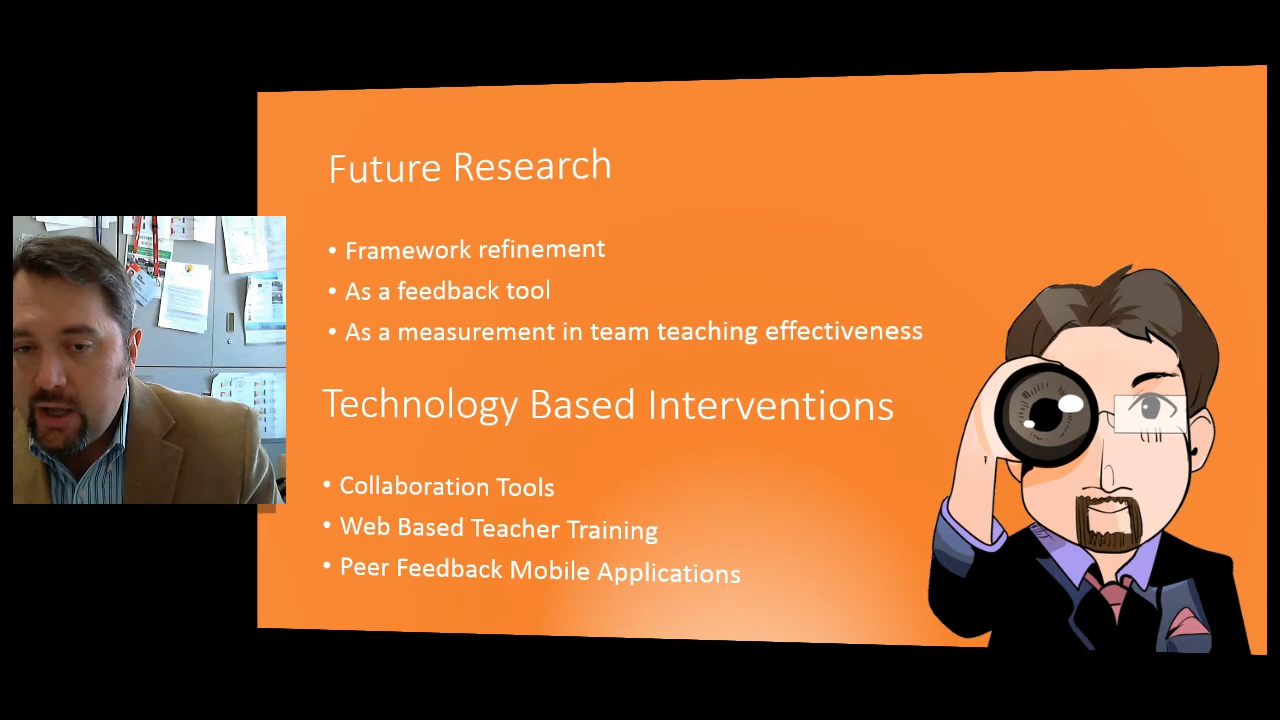 Future Research
• Framework refinement
• As a feedback tool
• As a measurement in team teaching effectiveness
Technology Based Interventions
• Collaboration Tools
• Web Based Teacher Training
• Peer Feedback Mobile Applications